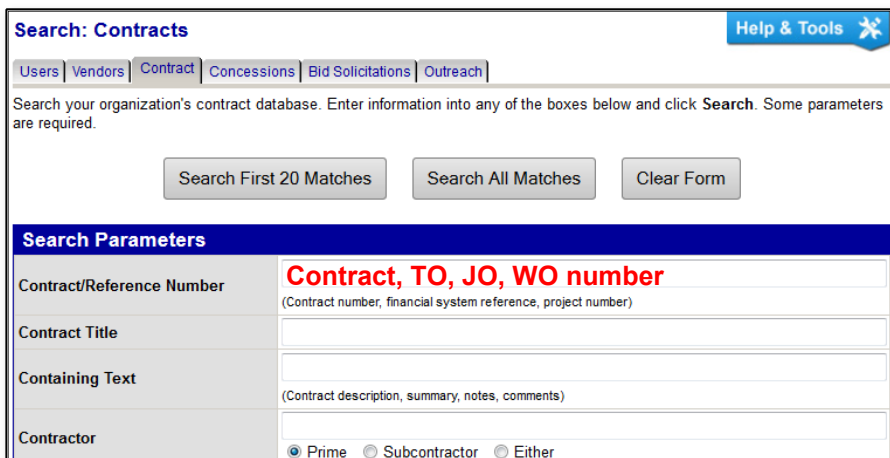 Search: Contracts
Help & Tools
Users Vendors Contract Concessions Bid Solicitations Outreach
Search your organization's contract database. Enter information into any of the boxes below and click Search. Some parameters
are required.
Search First 20 Matches Search All Matches Clear Form
Search Parameters
Contract/Reference Number
Contract, TO, JO, WO number
(Contract number, financial system reference, project number)
Contract Title
Containing Text
(Contract description, summary, notes, comments)
Contractor
Prime Subcontractor Either